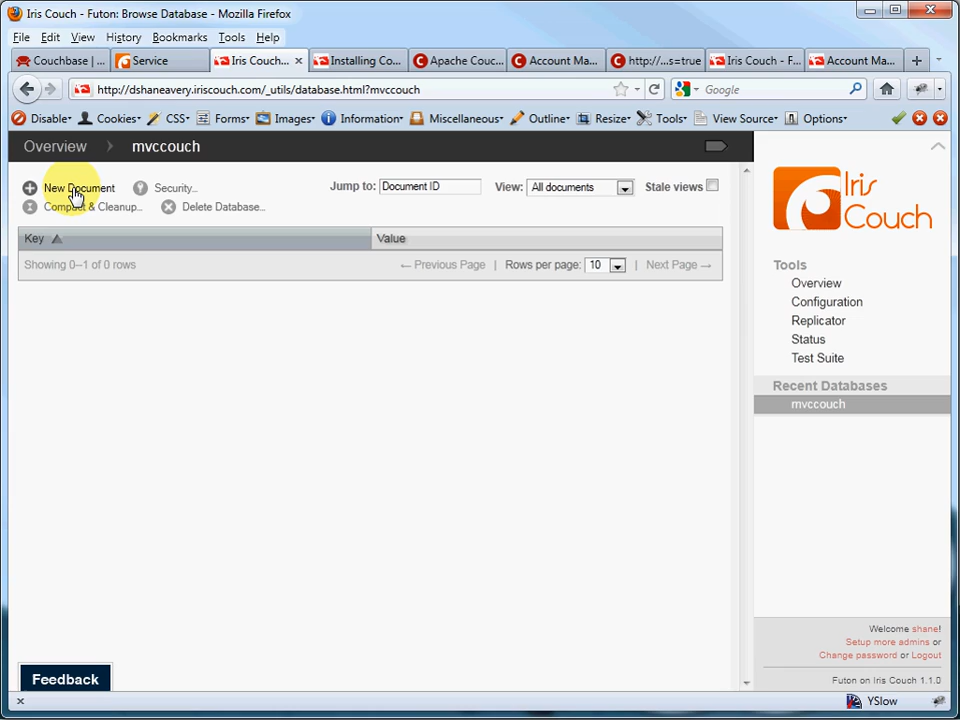 Iris Couch - Futon: Browse Database - Mozilla Firefox
File Edit View History Bookmarks Tools Help
Couchbase | ... Service Iris Couch... Installing Co... Apache Couc... Account Ma... http:/...s=true Iris Couch - F... Account Ma...
http://dshaneavery.iriscouch.com/_utils/database.html?mvccouch Google
Disable Cookies CSS Forms Images Information Miscellaneous Outline Resize Tools View Source Options
Overview mvccouch
New Document Security... Jump to: Document ID View: All documents Stale views
Compact & Cleanup... Delete Database...
Key Value
Showing 0–1 of 0 rows ← Previous Page | Rows per page: 10 | Next Page →
Iris Couch
Tools
Overview
Configuration
Replicator
Status
Test Suite
Recent Databases
mvccouch
Welcome shane!
Setup more admins or
Change password or Logout
Futon on Iris Couch 1.1.0
Feedback
YSlow